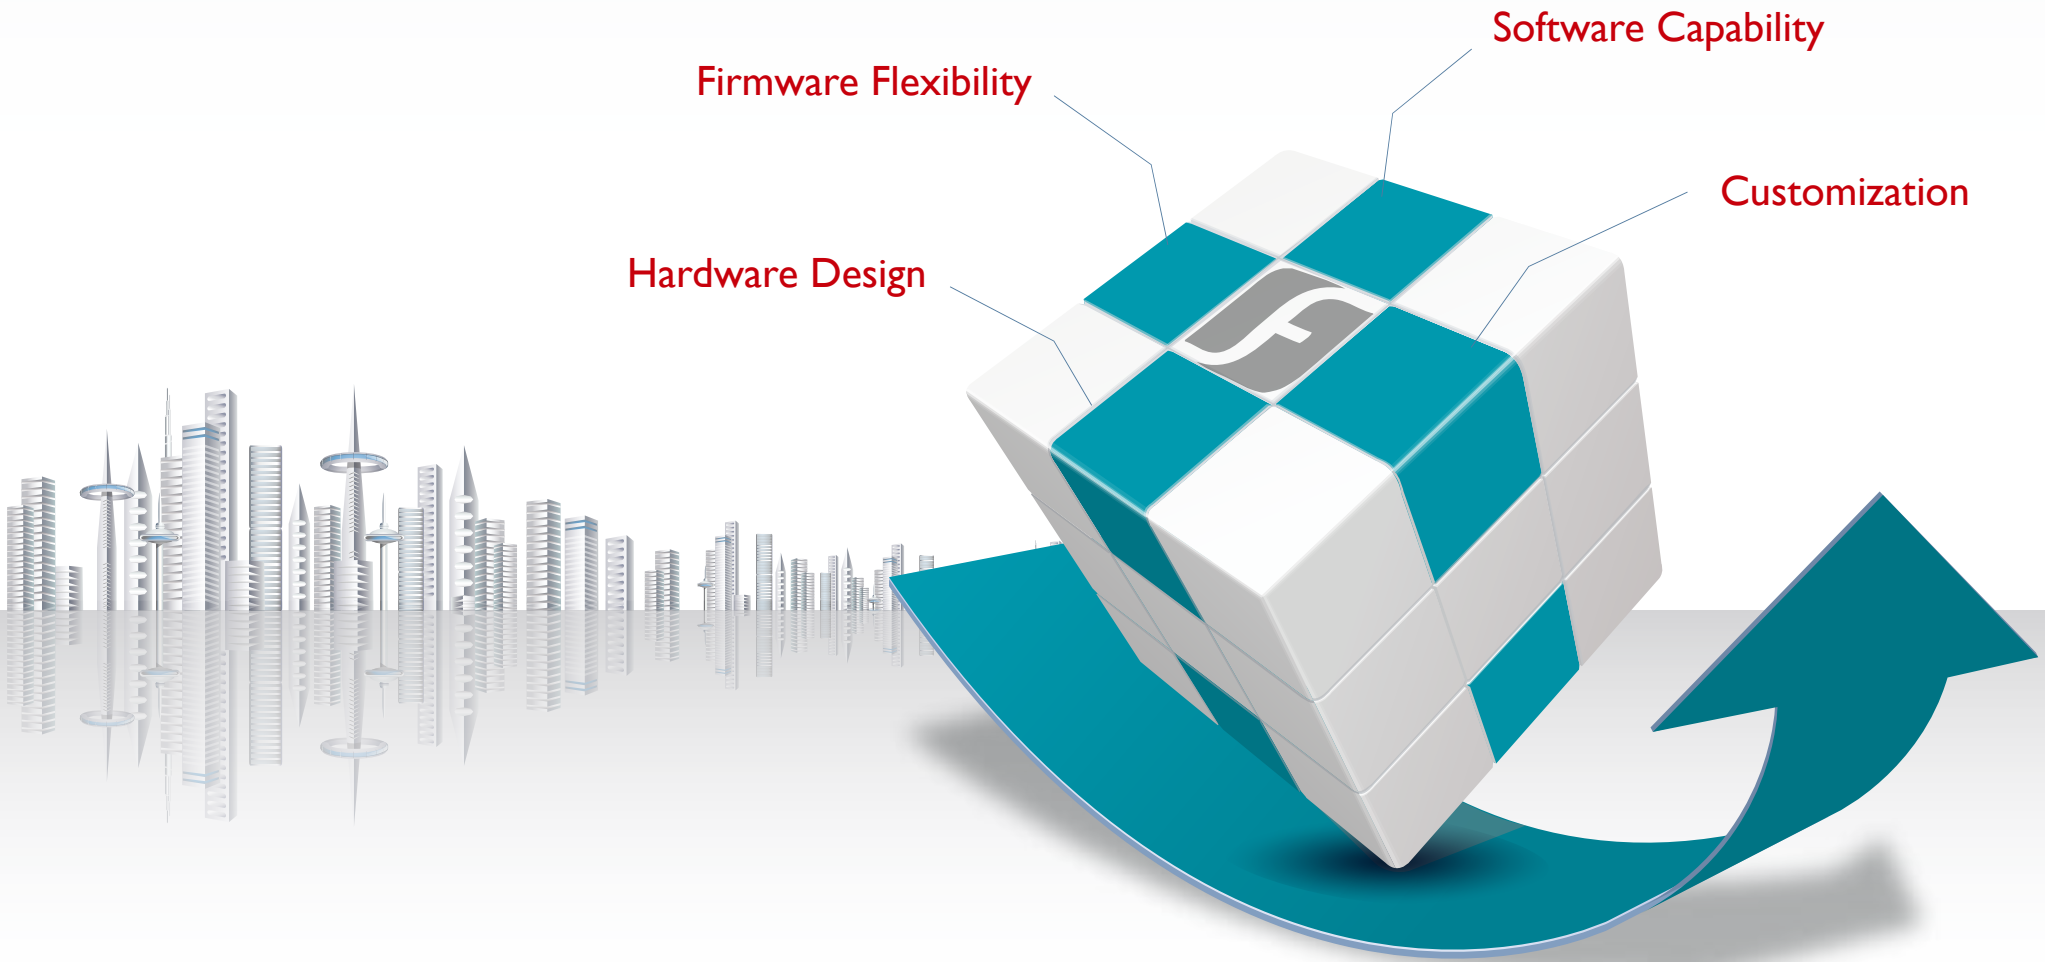 Software Capability
Firmware Flexibility
Customization
Hardware Design
F